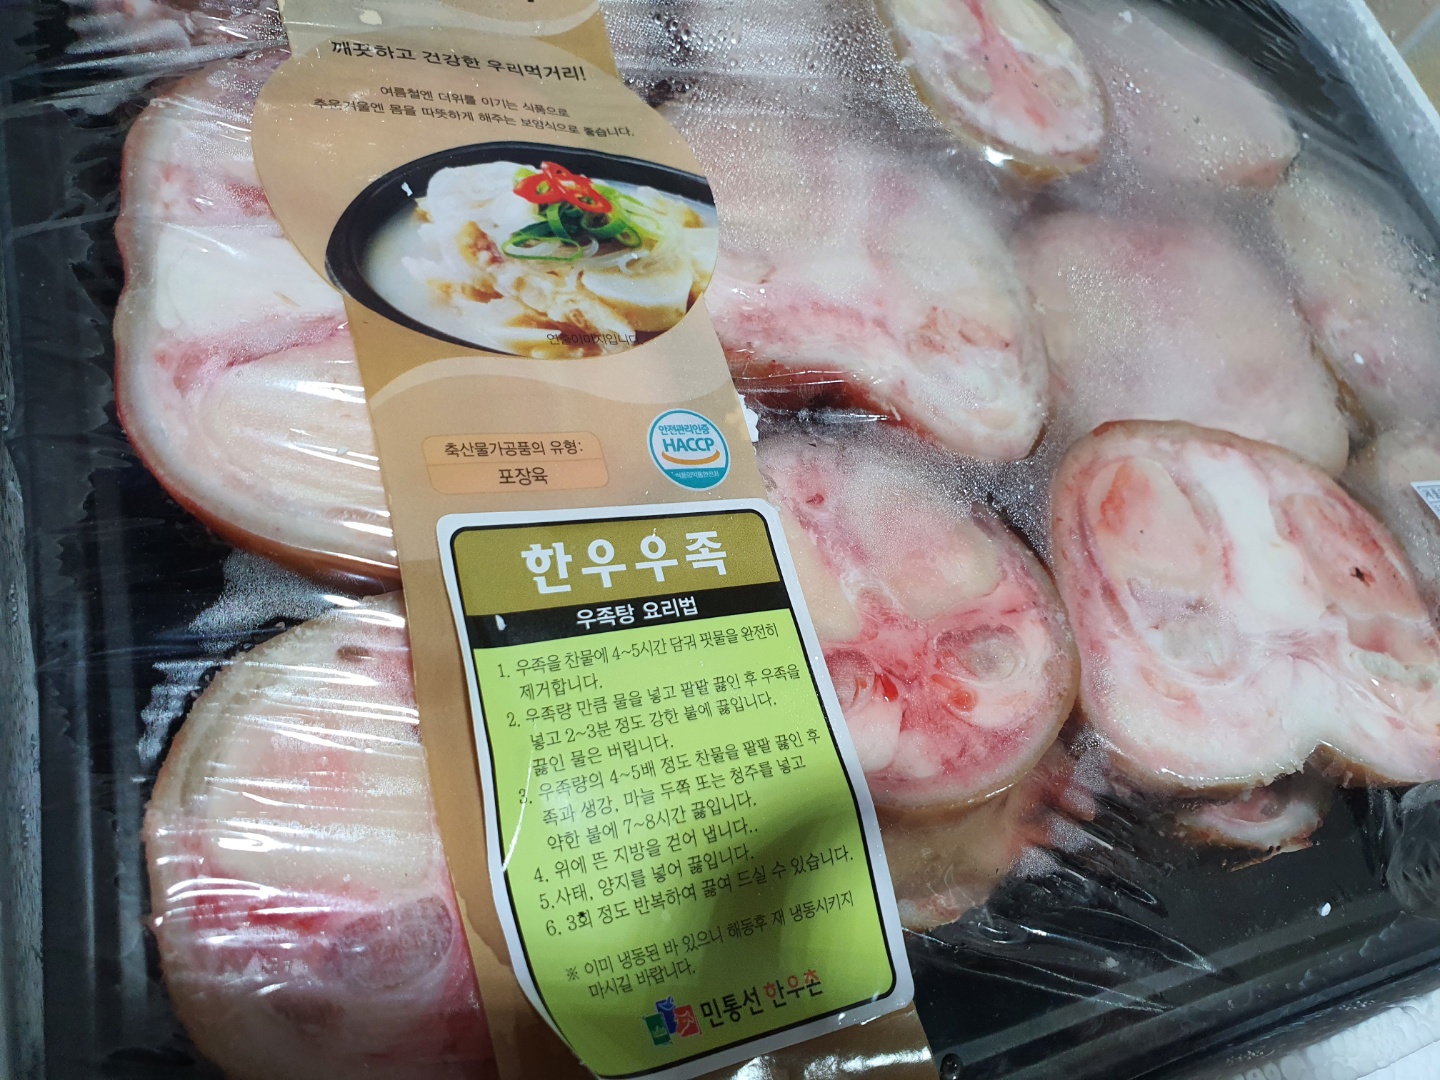 깨끗하고 건강한 우리먹거리!
여름철엔 더위를 이기는 식품으로
추운겨울엔 몸을 따뜻하게 해주는 보양식으로 좋습니다.
축산물가공품의 유형:
포장육
안전관리인증
HACCP
한우우족
우족탕 요리법
1. 우족을 찬물에 4~5시간 담궈 핏물을 완전히
제거합니다.
2. 우족량 만큼 물을 넣고 팔팔 끓인 후 우족을
넣고 2~3분 정도 강한 불에 끓입니다.
끓인 물은 버립니다.
3. 우족량의 4~5배 정도 찬물을 팔팔 끓인 후
족과 생강, 마늘 두쪽 또는 청주를 넣고
약한 불에 7~8시간 끓입니다.
4. 위에 뜬 지방을 걷어 냅니다..
5.사태, 양지를 넣어 끓입니다.
6. 3회 정도 반복하여 끓여 드실 수 있습니다.
※ 이미 냉동된 바 있으니 해동후 재 냉동시키지
마시길 바랍니다.
민통선 한우촌